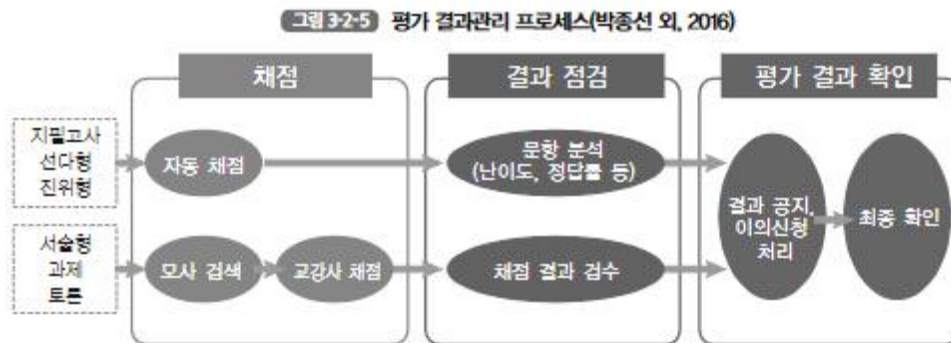 그림 3-2-5 평가 결과관리 프로세스(박종선 외, 2016)
채점
결과 점검
평가 결과 확인
지필고사
선다형
진위형
자동 채점
문항 분석
(난이도, 정답률 등)
서술형
과제
토론
모사 검색
교강사 채점
채점 결과 검수
결과 공지,
이의신청
처리
최종 확인